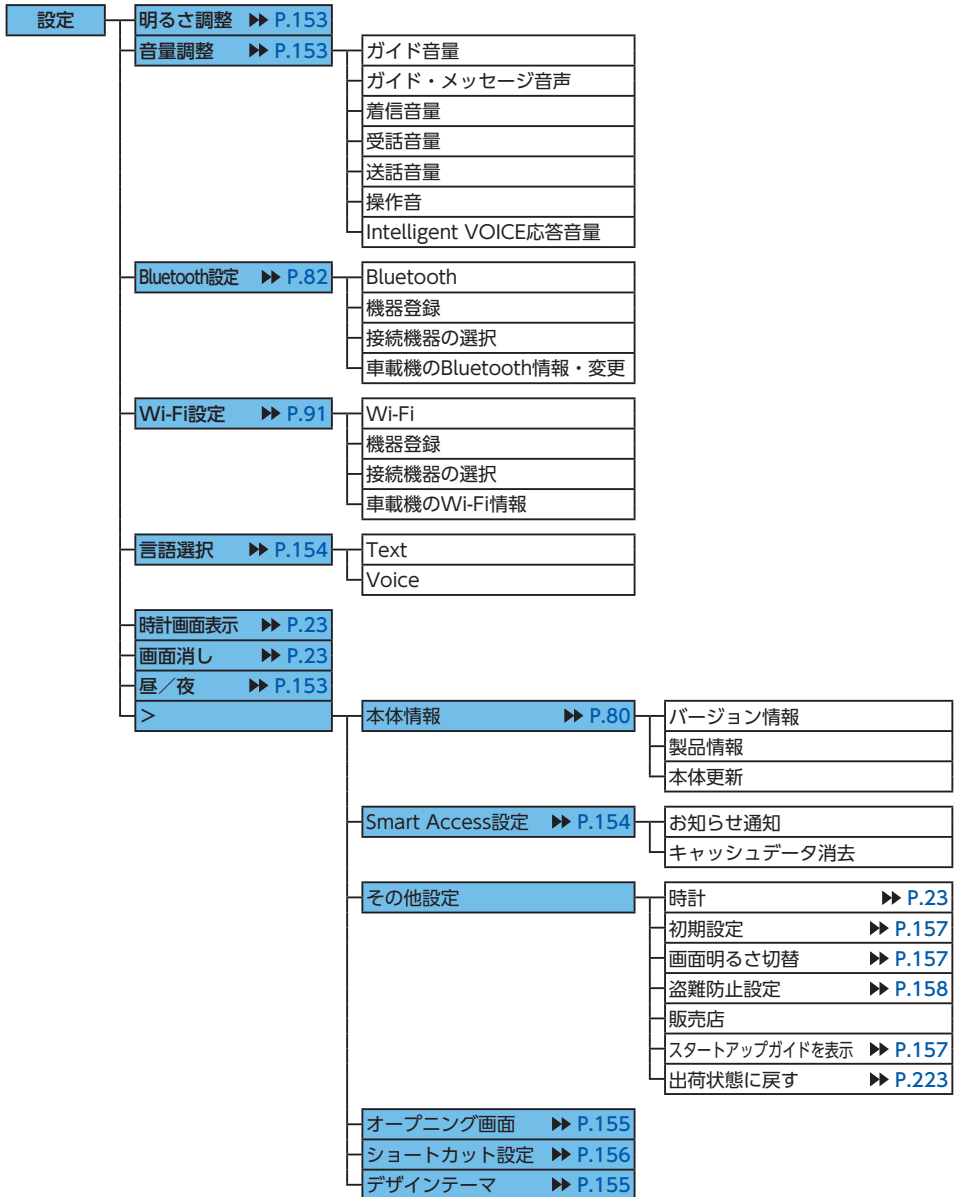 設定
明るさ調整 ▶▶ P.153
音量調整 ▶▶ P.153
ガイド音量
ガイド・メッセージ音声
着信音量
受話音量
送話音量
操作音
Intelligent VOICE応答音量
Bluetooth設定 ▶▶ P.82
Bluetooth
機器登録
接続機器の選択
車載機のBluetooth情報・変更
Wi-Fi設定 ▶▶ P.91
Wi-Fi
機器登録
接続機器の選択
車載機のWi-Fi情報
言語選択 ▶▶ P.154
Text
Voice
時計画面表示 ▶▶ P.23
画面消し ▶▶ P.23
昼／夜 ▶▶ P.153
＞
本体情報 ▶▶ P.80
バージョン情報
製品情報
本体更新
Smart Access設定 ▶▶ P.154
お知らせ通知
キャッシュデータ消去
その他設定
時計 ▶▶ P.23
初期設定 ▶▶ P.157
画面明るさ切替 ▶▶ P.157
盗難防止設定 ▶▶ P.158
販売店
スタートアップガイドを表示 ▶▶ P.157
出荷状態に戻す ▶▶ P.223
オープニング画面 ▶▶ P.155
ショートカット設定 ▶▶ P.156
デザインテーマ ▶▶ P.155